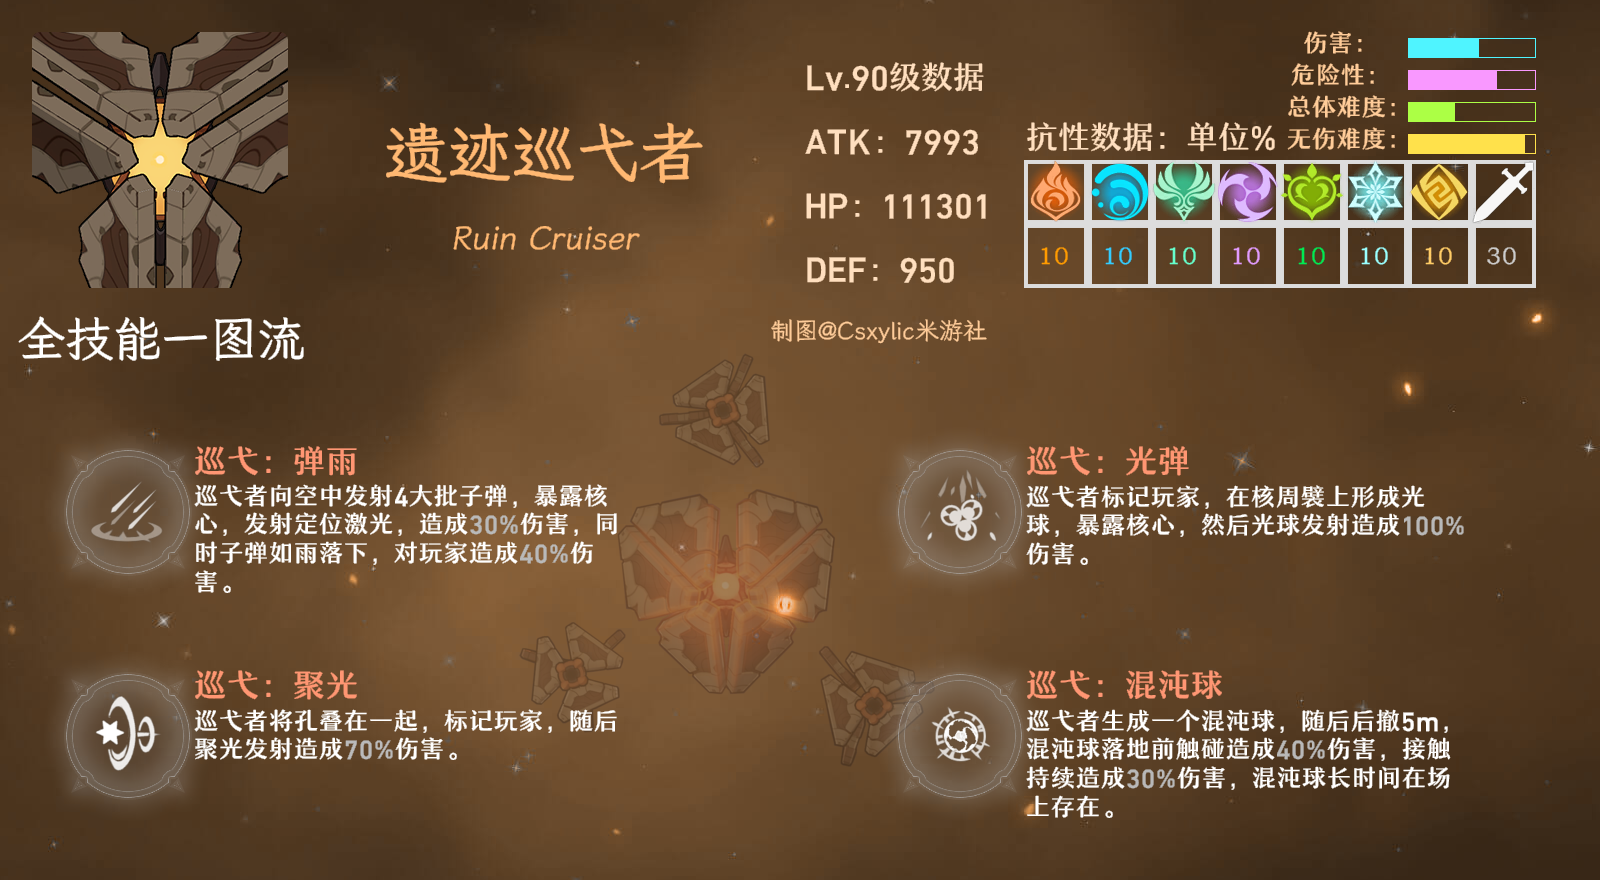 遗迹巡弋者
Ruin Cruiser
全技能一图流
Lv.90级数据
ATK：7993
HP：111301
DEF：950
制图@Csxylic米游社
伤害：
危险性：
总体难度：
无伤难度：
抗性数据：单位%
10 10 10 10 10 10 10 30
巡弋：弹雨
巡弋者向空中发射4大批子弹，暴露核
心，发射定位激光，造成30%伤害，同
时子弹如雨落下，对玩家造成40%伤
害。
巡弋：光弹
巡弋者标记玩家，在核周襞上形成光
球，暴露核心，然后光球发射造成100%
伤害。
巡弋：聚光
巡弋者将孔叠在一起，标记玩家，随后
聚光发射造成70%伤害。
巡弋：混沌球
巡弋者生成一个混沌球，随后后撤5m，
混沌球落地前触碰造成40%伤害，接触
持续造成30%伤害，混沌球长时间在场
上存在。